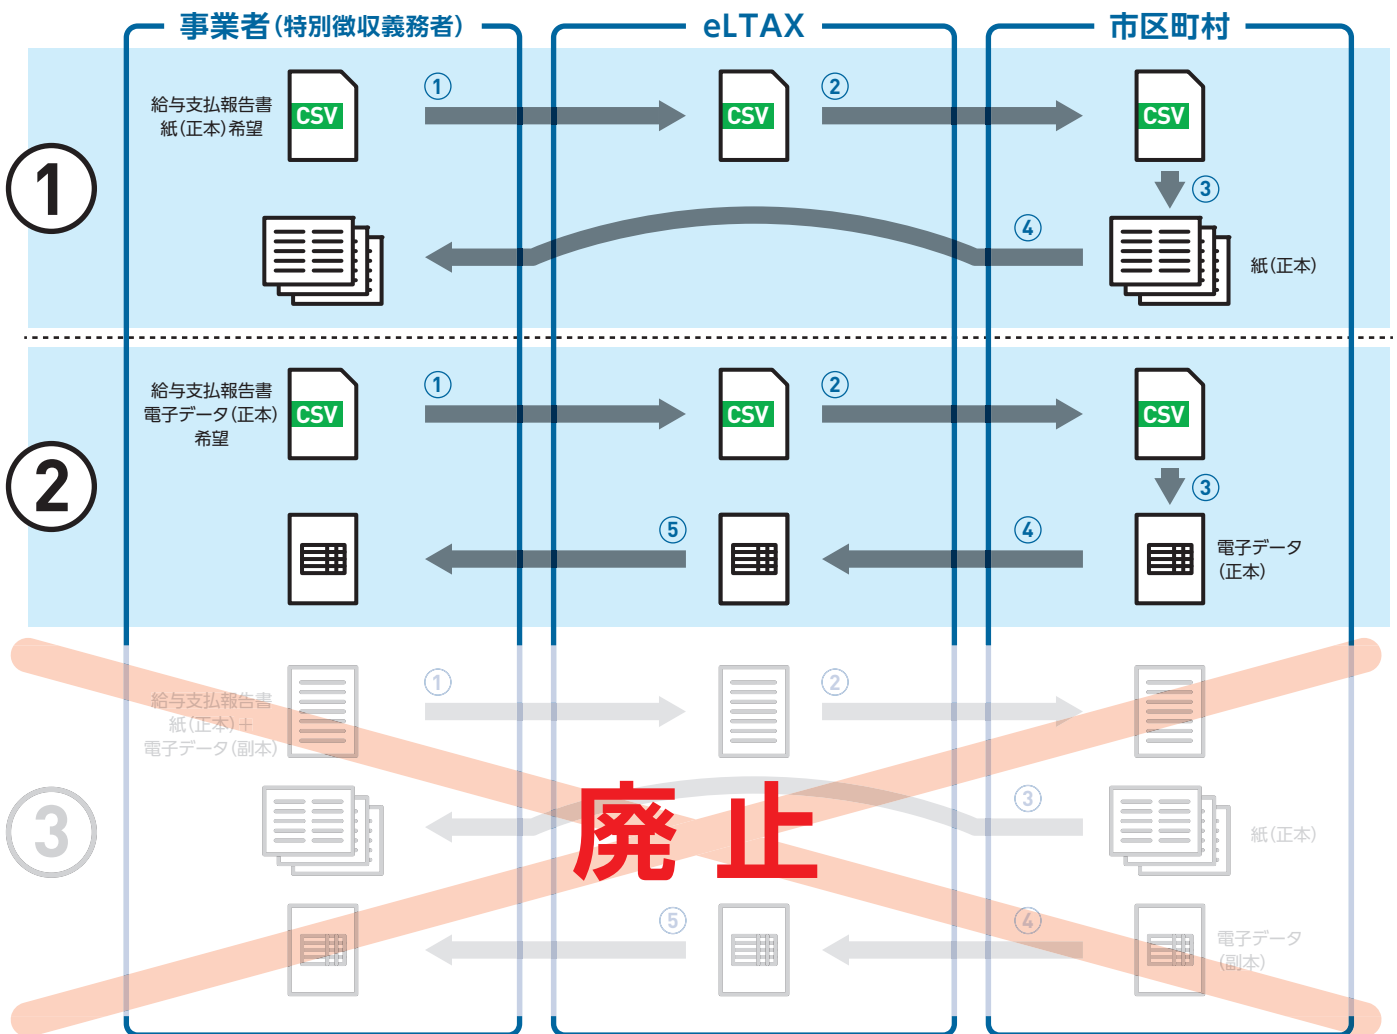 事業者(特別徴収義務者)
eLTAX
市区町村
①
給与支払報告書
紙(正本)希望
CSV
①
CSV
②
CSV
③
④
紙(正本)
②
給与支払報告書
電子データ(正本)
希望
CSV
①
CSV
②
CSV
③
⑤
④
電子データ
(正本)
③
給与支払報告書
紙(正本)+
電子データ(副本)
①
②
③
紙(正本)
廃止
⑤
④
電子データ
(副本)